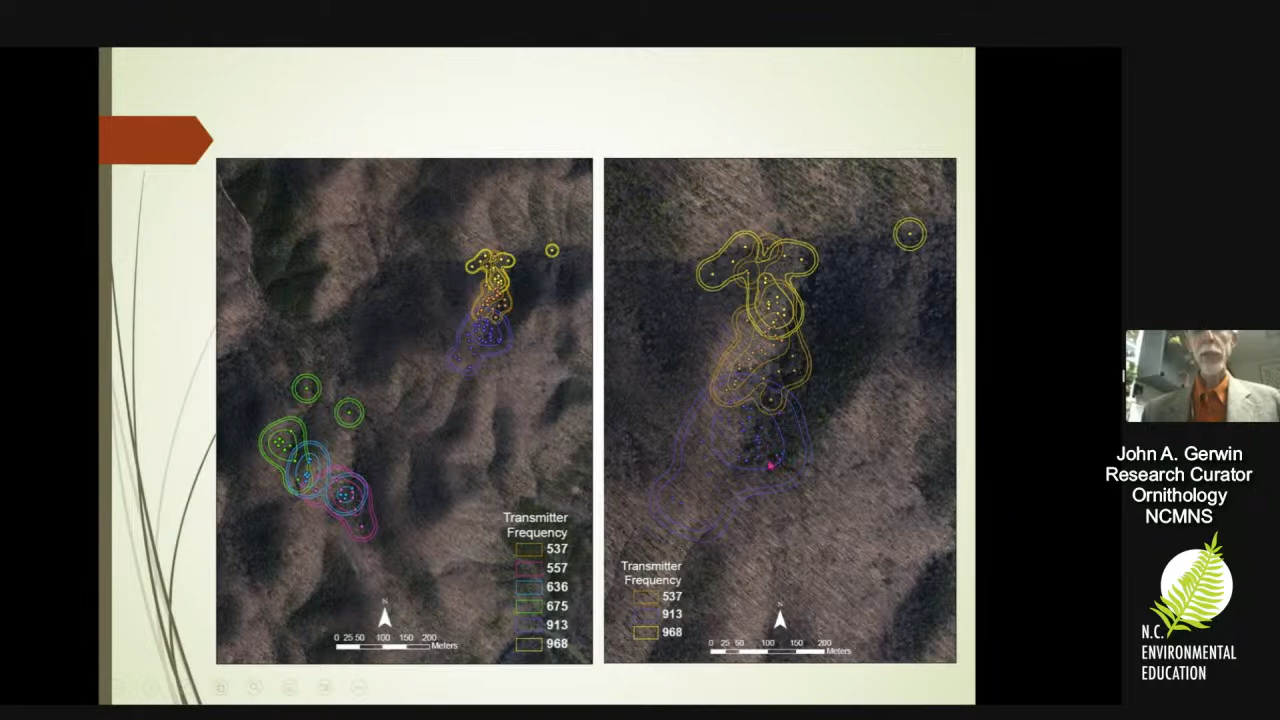 Transmitter
Frequency
537
557
636
675
913
968
N
0 25 50 100 150 200
Meters
Transmitter
Frequency
537
913
968
N
0 25 50 100 150 200
Meters
John A. Gerwin
Research Curator
Ornithology
NCMNS
N.C.
ENVIRONMENTAL
EDUCATION